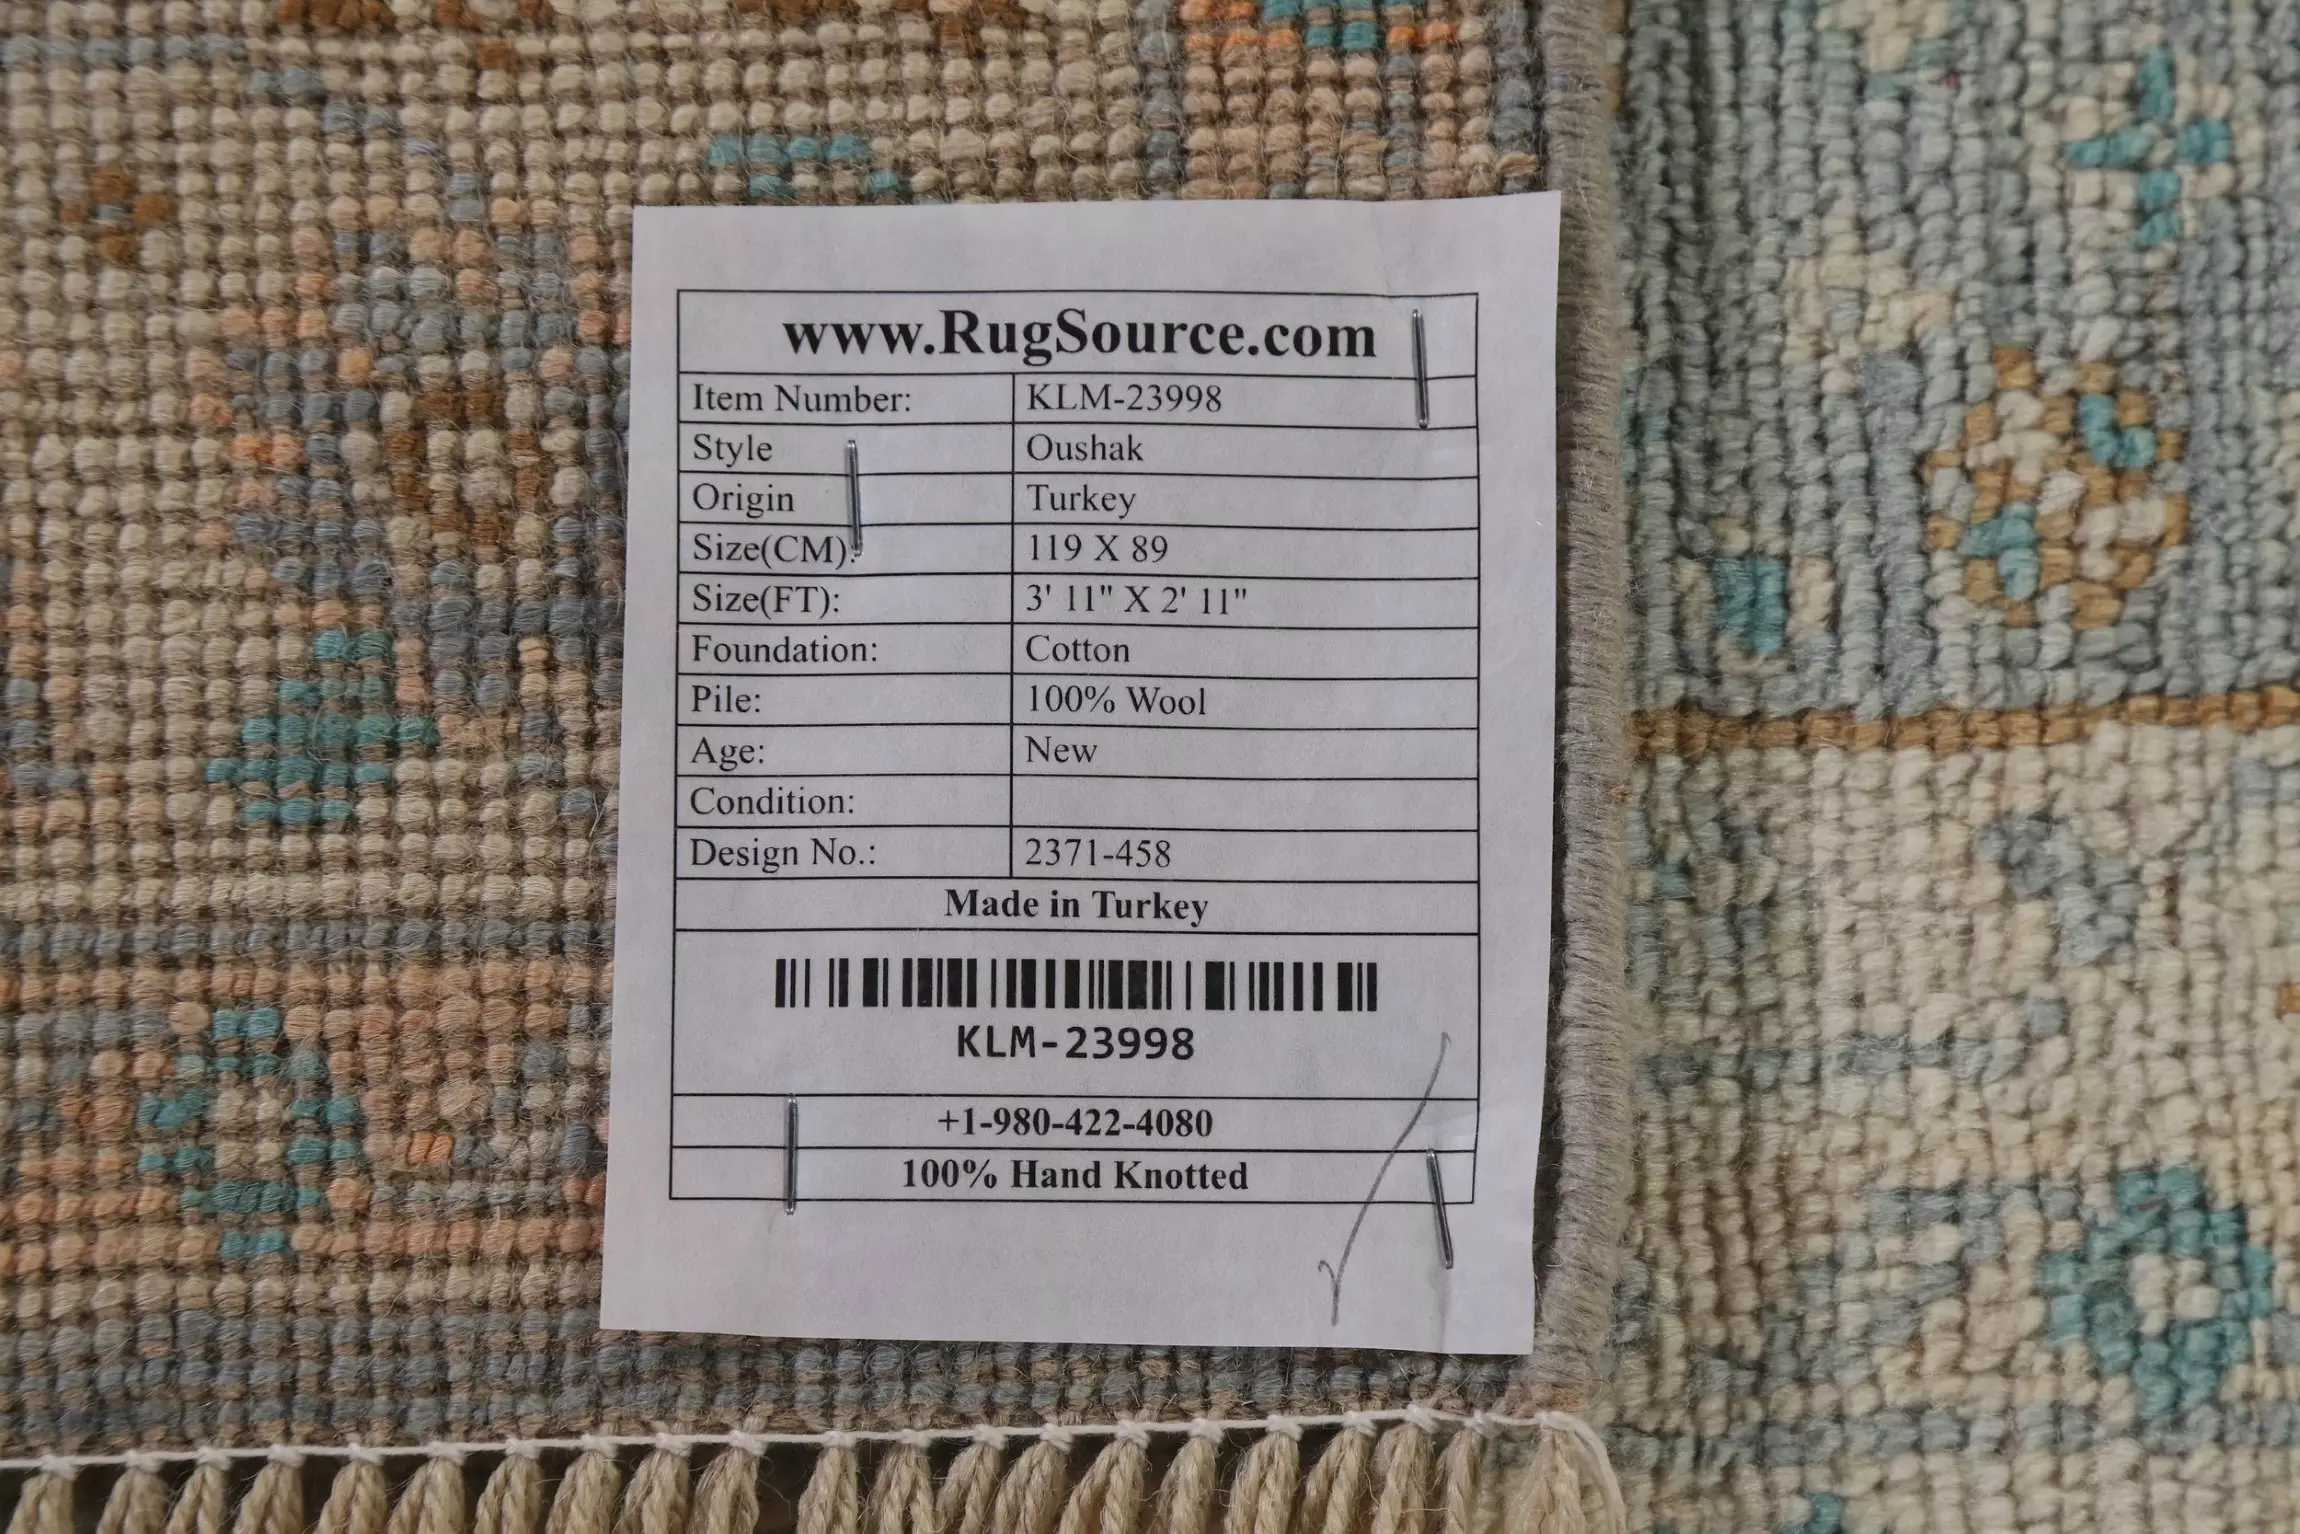 www.RugSource.com
Item Number: KLM-23998
Style Oushak
Origin Turkey
Size(CM): 119 X 89
Size(FT): 3' 11" X 2' 11"
Foundation: Cotton
Pile: 100% Wool
Age: New
Condition:
Design No.: 2371-458
Made in Turkey
KLM-23998
+1-980-422-4080
100% Hand Knotted